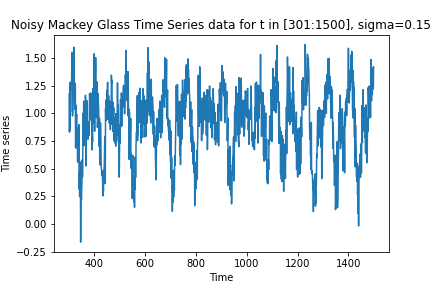 Noisy Mackey Glass Time Series data for t in [301:1500], sigma=0.15
1.50
1.25
1.00
0.75
0.50
0.25
0.00
−0.25
Time series
400 600 800 1000 1200 1400
Time